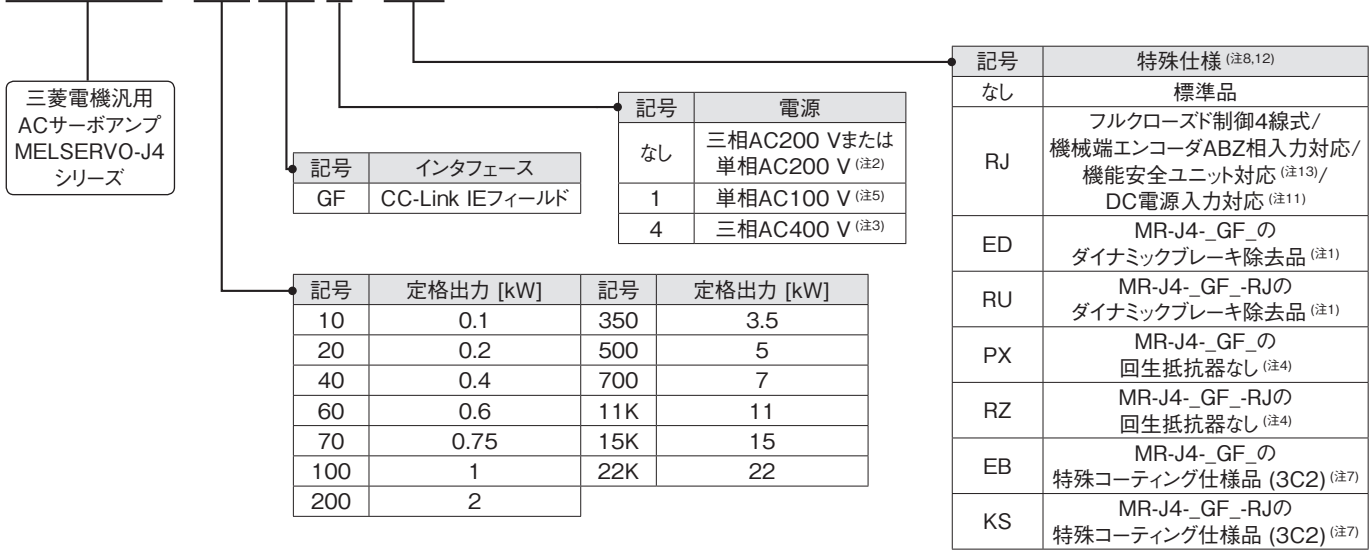 三菱電機汎用
ACサーボアンプ
MELSERVO-J4
シリーズ
記号 インタフェース
GF CC-Link IEフィールド
記号 電源
なし 三相AC200 Vまたは
単相AC200 V (注2)
1 単相AC100 V (注5)
4 三相AC400 V (注3)
記号 定格出力 [kW] 記号 定格出力 [kW]
10 0.1 350 3.5
20 0.2 500 5
40 0.4 700 7
60 0.6 11K 11
70 0.75 15K 15
100 1 22K 22
200 2
記号 特殊仕様 (注8,12)
なし 標準品
RJ フルクローズド制御4線式/
機械端エンコーダABZ相入力対応/
機能安全ユニット対応 (注13)/
DC電源入力対応 (注11)
ED MR-J4-_GF_の
ダイナミックブレーキ除去品 (注1)
RU MR-J4-_GF_-RJの
ダイナミックブレーキ除去品 (注1)
PX MR-J4-_GF_の
回生抵抗器なし (注4)
RZ MR-J4-_GF_-RJの
回生抵抗器なし (注4)
EB MR-J4-_GF_の
特殊コーティング仕様品 (3C2) (注7)
KS MR-J4-_GF_-RJの
特殊コーティング仕様品 (3C2) (注7)